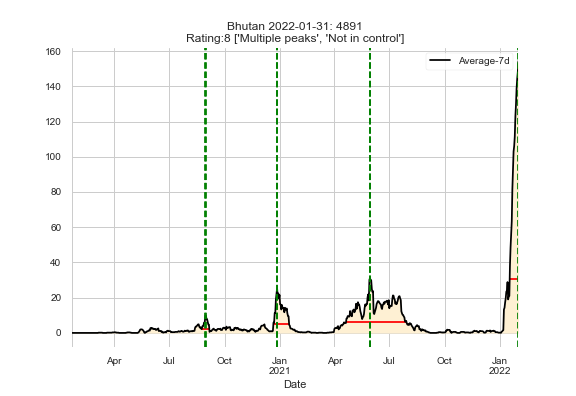 Bhutan 2022-01-31: 4891
Rating:8 ['Multiple peaks', 'Not in control']
Average-7d
160
140
120
100
80
60
40
20
0
Apr
Jul
Oct
Jan
2021
Apr
Jul
Oct
Jan
2022
Date